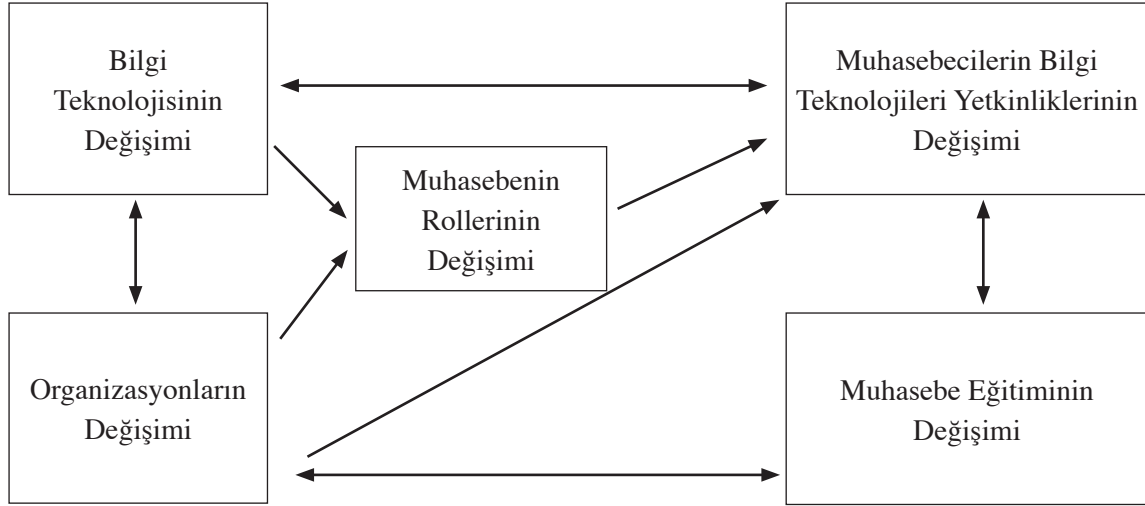 Bilgi
Teknolojisinin
Değişimi
Muhasebecilerin Bilgi
Teknolojileri Yetkinliklerinin
Değişimi
Muhasebenin
Rollerinin
Değişimi
Organizasyonların
Değişimi
Muhasebe Eğitiminin
Değişimi